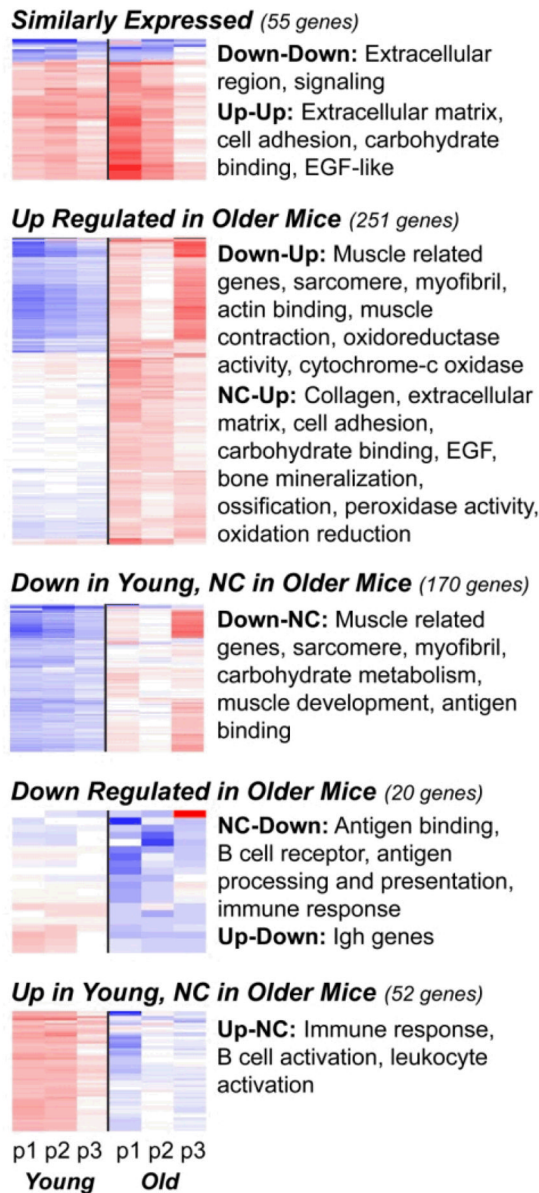 Similarly Expressed (55 genes)
Down-Down: Extracellular
region, signaling
Up-Up: Extracellular matrix,
cell adhesion, carbohydrate
binding, EGF-like
Up Regulated in Older Mice (251 genes)
Down-Up: Muscle related
genes, sarcomere, myofibril,
actin binding, muscle
contraction, oxidoreductase
activity, cytochrome-c oxidase
NC-Up: Collagen, extracellular
matrix, cell adhesion,
carbohydrate binding, EGF,
bone mineralization,
ossification, peroxidase activity,
oxidation reduction
Down in Young, NC in Older Mice (170 genes)
Down-NC: Muscle related
genes, sarcomere, myofibril,
carbohydrate metabolism,
muscle development, antigen
binding
Down Regulated in Older Mice (20 genes)
NC-Down: Antigen binding,
B cell receptor, antigen
processing and presentation,
immune response
Up-Down: Igh genes
Up in Young, NC in Older Mice (52 genes)
Up-NC: Immune response,
B cell activation, leukocyte
activation
p1 p2 p3 p1 p2 p3
Young Old